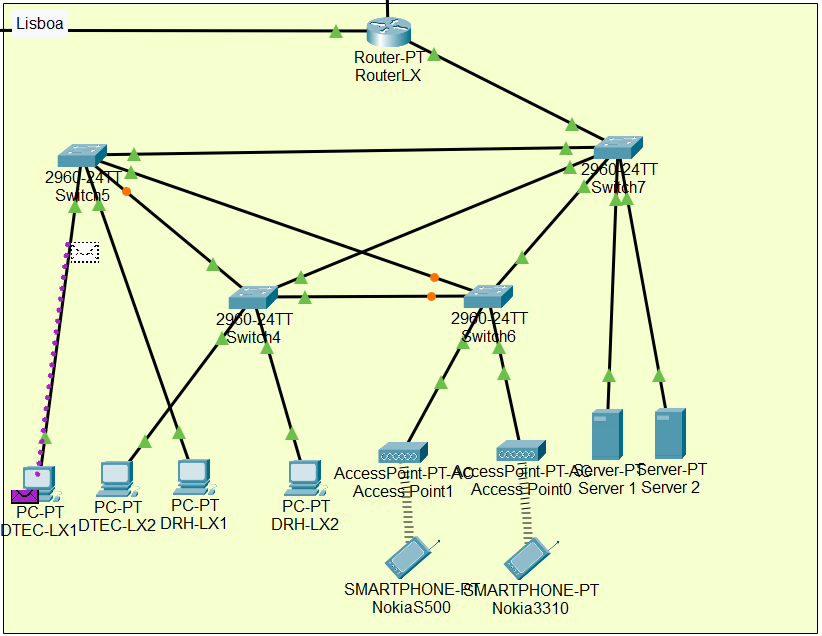 Lisboa
Router-PT
RouterLX
2960-24TT
Switch5
2960-24TT
Switch7
2960-24TT
Switch4
2960-24TT
Switch6
AccessPoint-PT-AC
Access Point1
AccessPoint-PT-AC
Access Point0
Server-PT
Server 1
Server-PT
Server 2
PC-PT
DTEC-LX1
PC-PT
DTEC-LX2
PC-PT
DRH-LX1
PC-PT
DRH-LX2
SMARTPHONE-PT
NokiaS500
SMARTPHONE-PT
Nokia3310